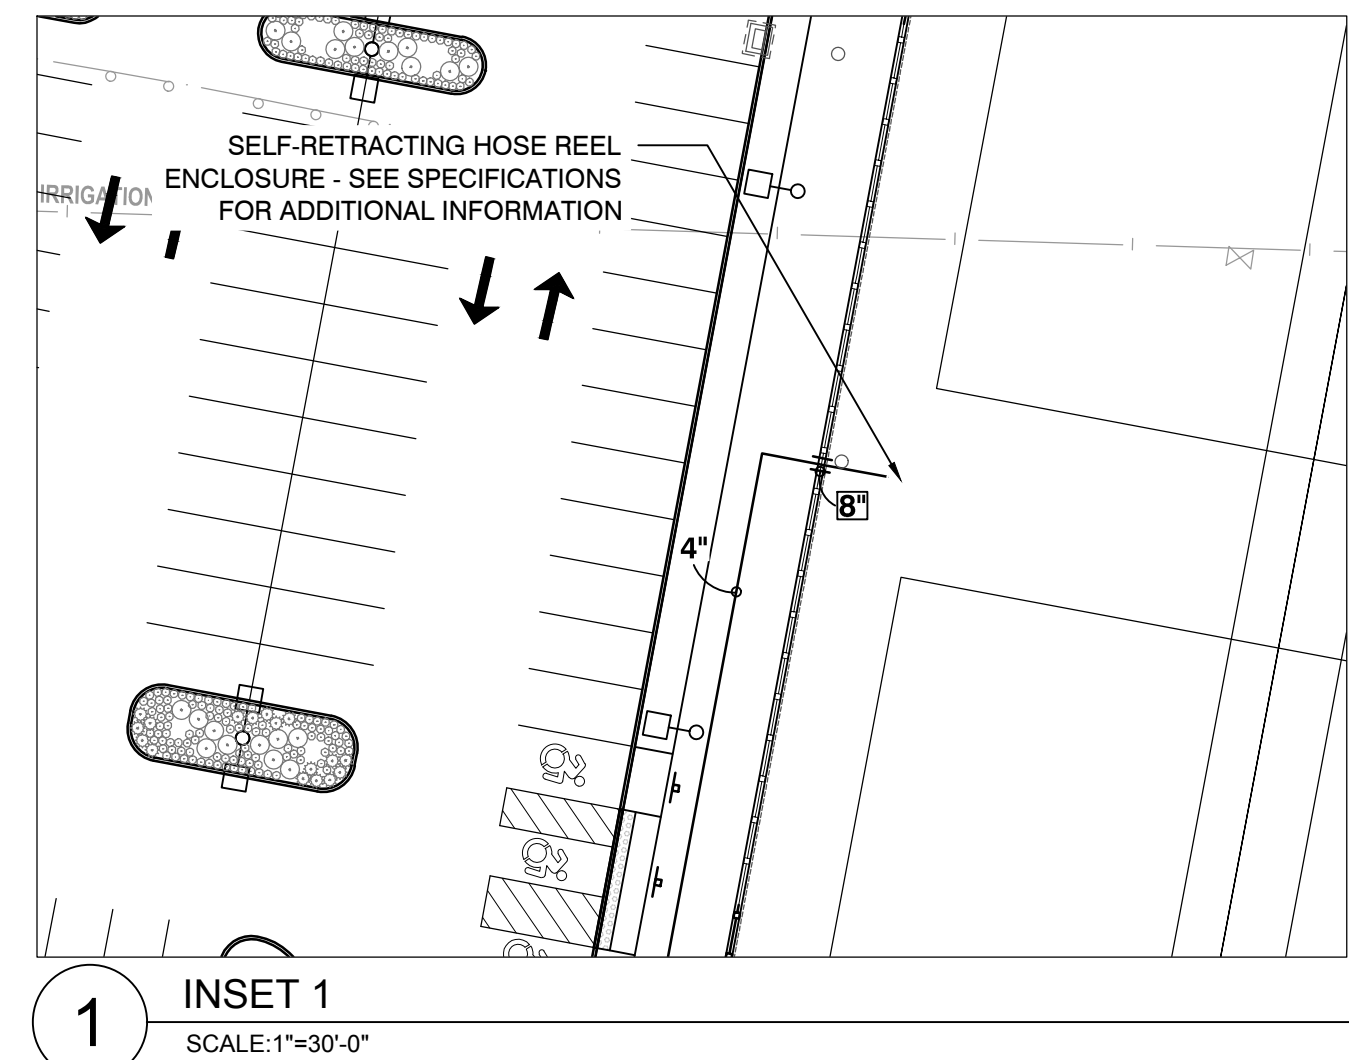 SELF-RETRACTING HOSE REEL
ENCLOSURE - SEE SPECIFICATIONS
FOR ADDITIONAL INFORMATION
IRRIGATION
8"
4"
1
INSET 1
SCALE:1"=30'-0"